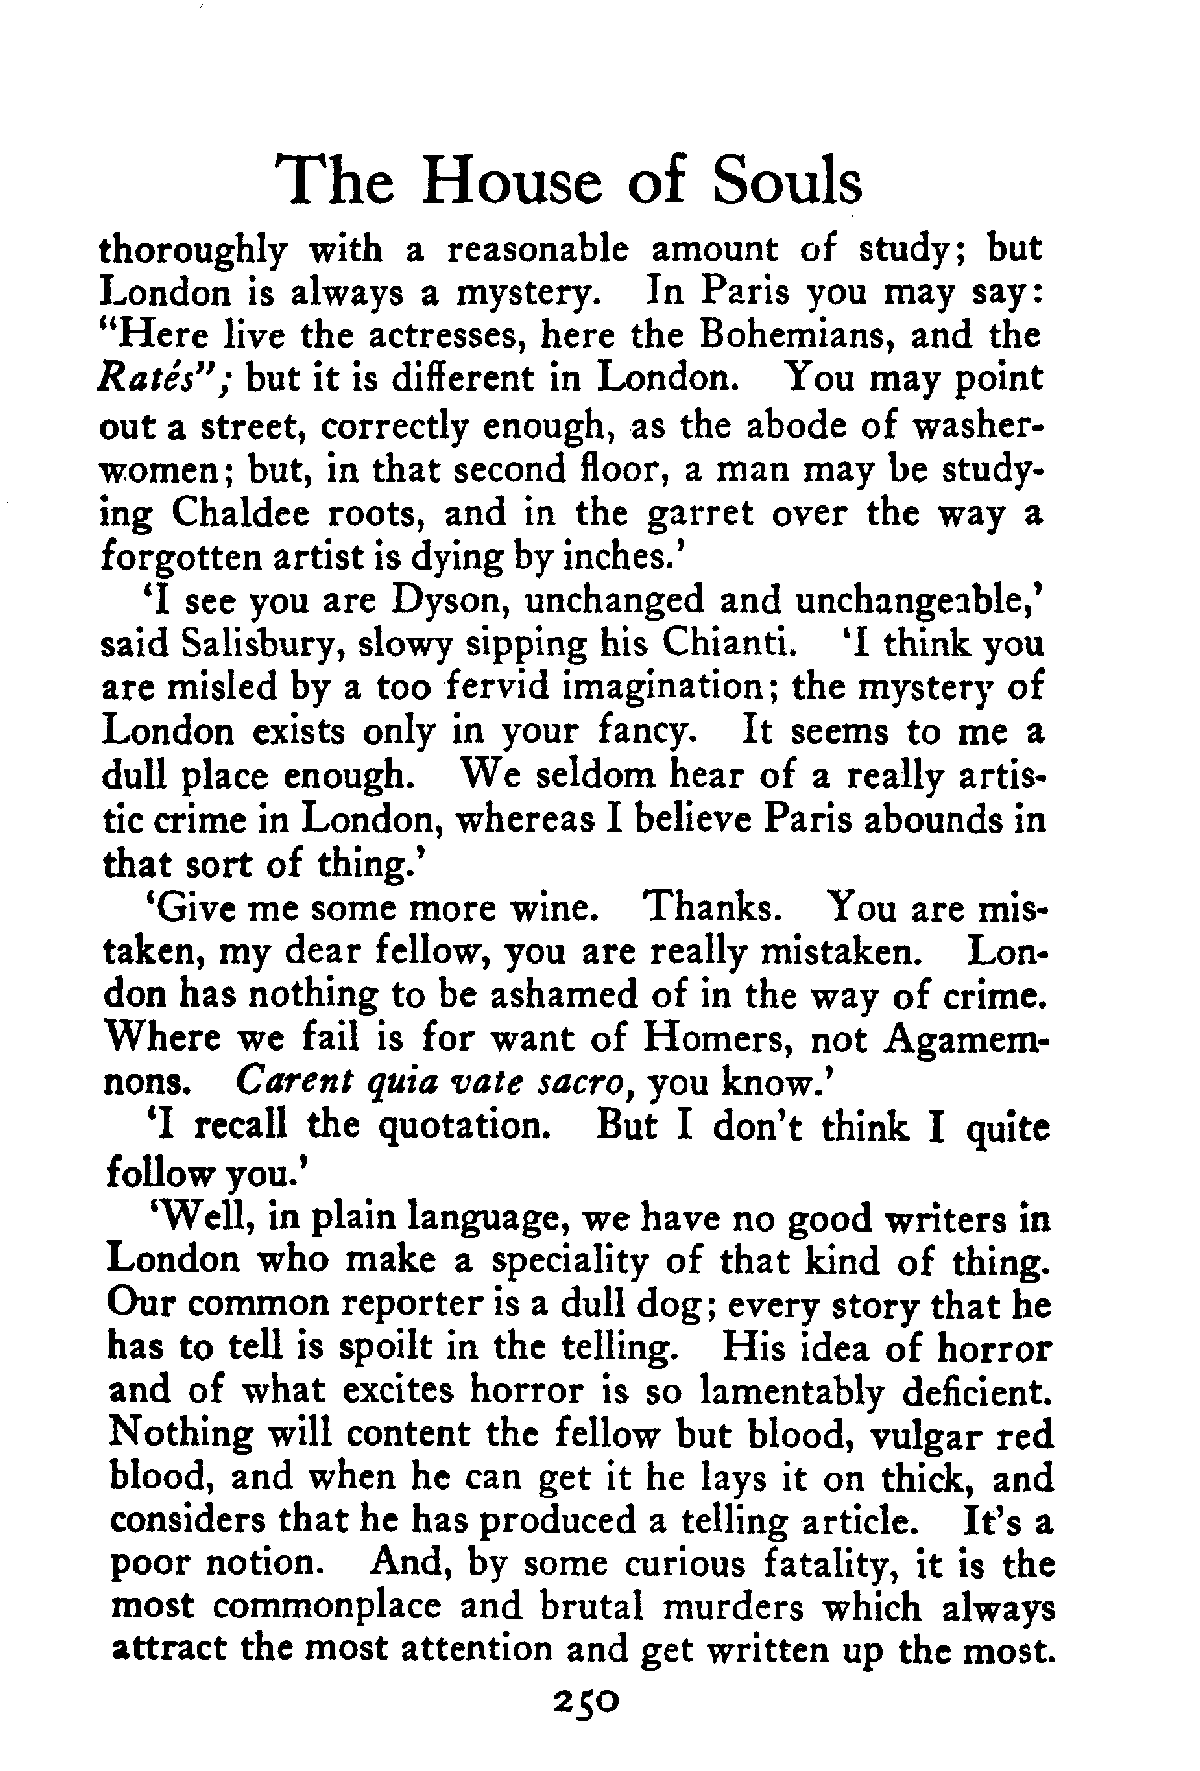 The House of Souls
thoroughly with a reasonable amount of study; but
London is always a mystery. In Paris you may say:
“Here live the actresses, here the Bohemians, and the
Ratés”; but it is different in London. You may point
out a street, correctly enough, as the abode of washer-
women; but, in that second floor, a man may be study-
ing Chaldee roots, and in the garret over the way a
forgotten artist is dying by inches.’
‘I see you are Dyson, unchanged and unchangeable,’
said Salisbury, slowy sipping his Chianti. ‘I think you
are misled by a too fervid imagination; the mystery of
London exists only in your fancy. It seems to me a
dull place enough. We seldom hear of a really artis-
tic crime in London, whereas I believe Paris abounds in
that sort of thing.’
‘Give me some more wine. Thanks. You are mis-
taken, my dear fellow, you are really mistaken. Lon-
don has nothing to be ashamed of in the way of crime.
Where we fail is for want of Homers, not Agamem-
nons. Carent quia vate sacro, you know.’
‘I recall the quotation. But I don’t think I quite
follow you.’
‘Well, in plain language, we have no good writers in
London who make a speciality of that kind of thing.
Our common reporter is a dull dog; every story that he
has to tell is spoilt in the telling. His idea of horror
and of what excites horror is so lamentably deficient.
Nothing will content the fellow but blood, vulgar red
blood, and when he can get it he lays it on thick, and
considers that he has produced a telling article. It’s a
poor notion. And, by some curious fatality, it is the
most commonplace and brutal murders which always
attract the most attention and get written up the most.
250